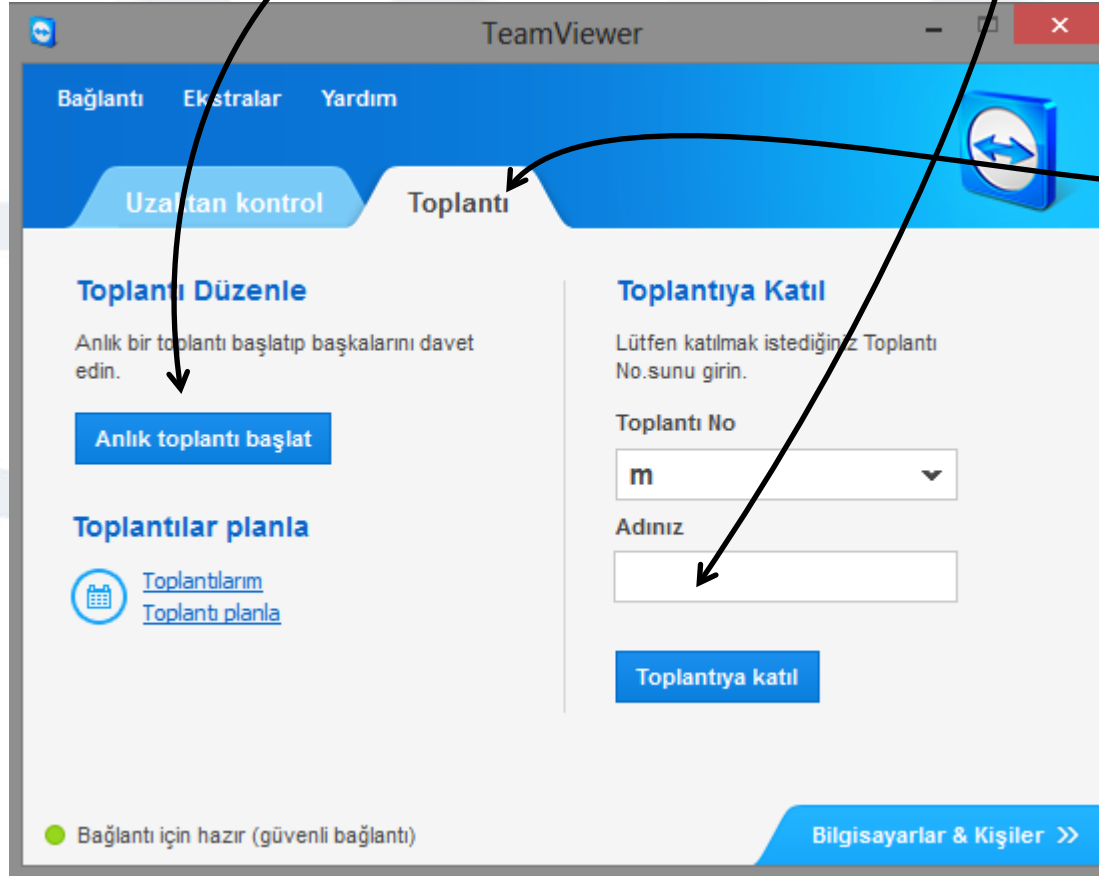 TeamViewer
Bağlantı Ekstralar Yardım
Uzaktan kontrol Toplantı
Toplantı Düzenle
Anlık bir toplantı başlatıp başkalarını davet
edin.
Anlık toplantı başlat
Toplantılar planla
Toplantılarım
Toplantı planla
Toplantıya Katıl
Lütfen katılmak istediğiniz Toplantı
No.sunu girin.
Toplantı No
m
Adınız
Toplantıya katıl
Bağlantı için hazır (güvenli bağlantı)
Bilgisayarlar & Kişiler >>